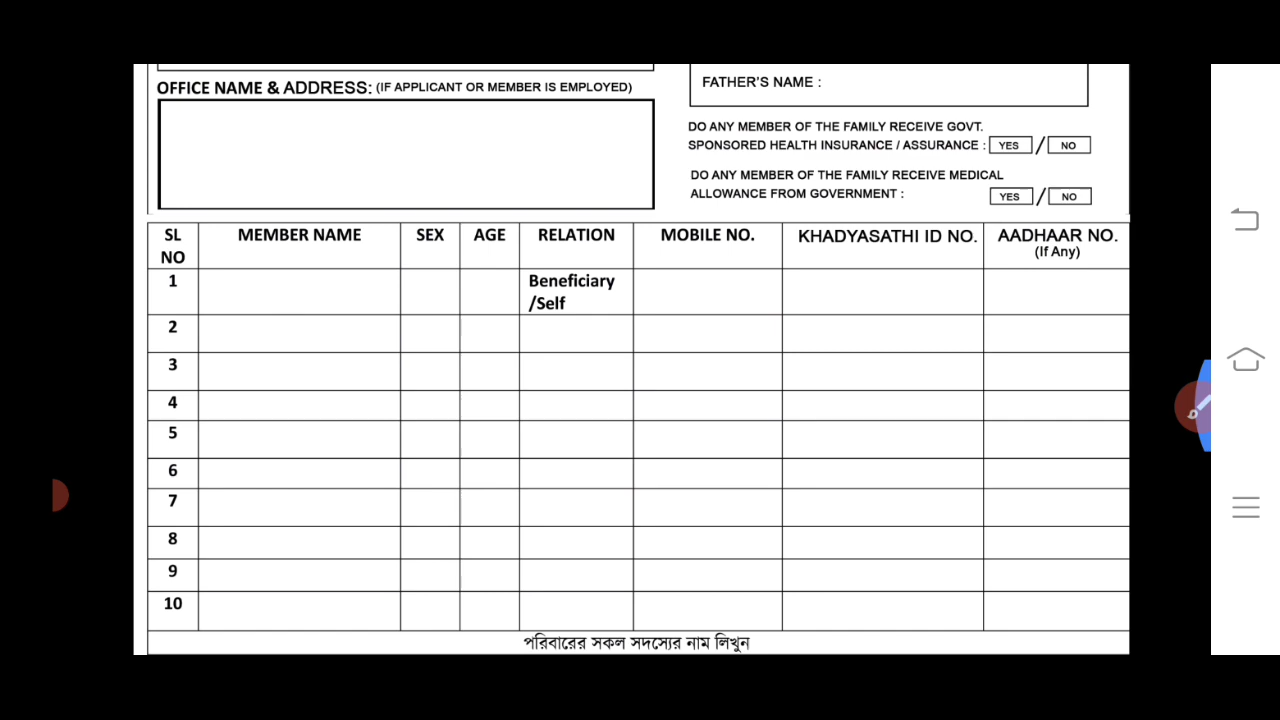 OFFICE NAME & ADDRESS: (IF APPLICANT OR MEMBER IS EMPLOYED)
FATHER'S NAME :
DO ANY MEMBER OF THE FAMILY RECEIVE GOVT.
SPONSORED HEALTH INSURANCE / ASSURANCE : YES / NO
DO ANY MEMBER OF THE FAMILY RECEIVE MEDICAL
ALLOWANCE FROM GOVERNMENT : YES / NO
SL NO MEMBER NAME SEX AGE RELATION MOBILE NO. KHADYASATHI ID NO. AADHAAR NO. (If Any)
1 Beneficiary /Self
2
3
4
5
6
7
8
9
10
পরিবারের সকল সদস্যের নাম লিখুন